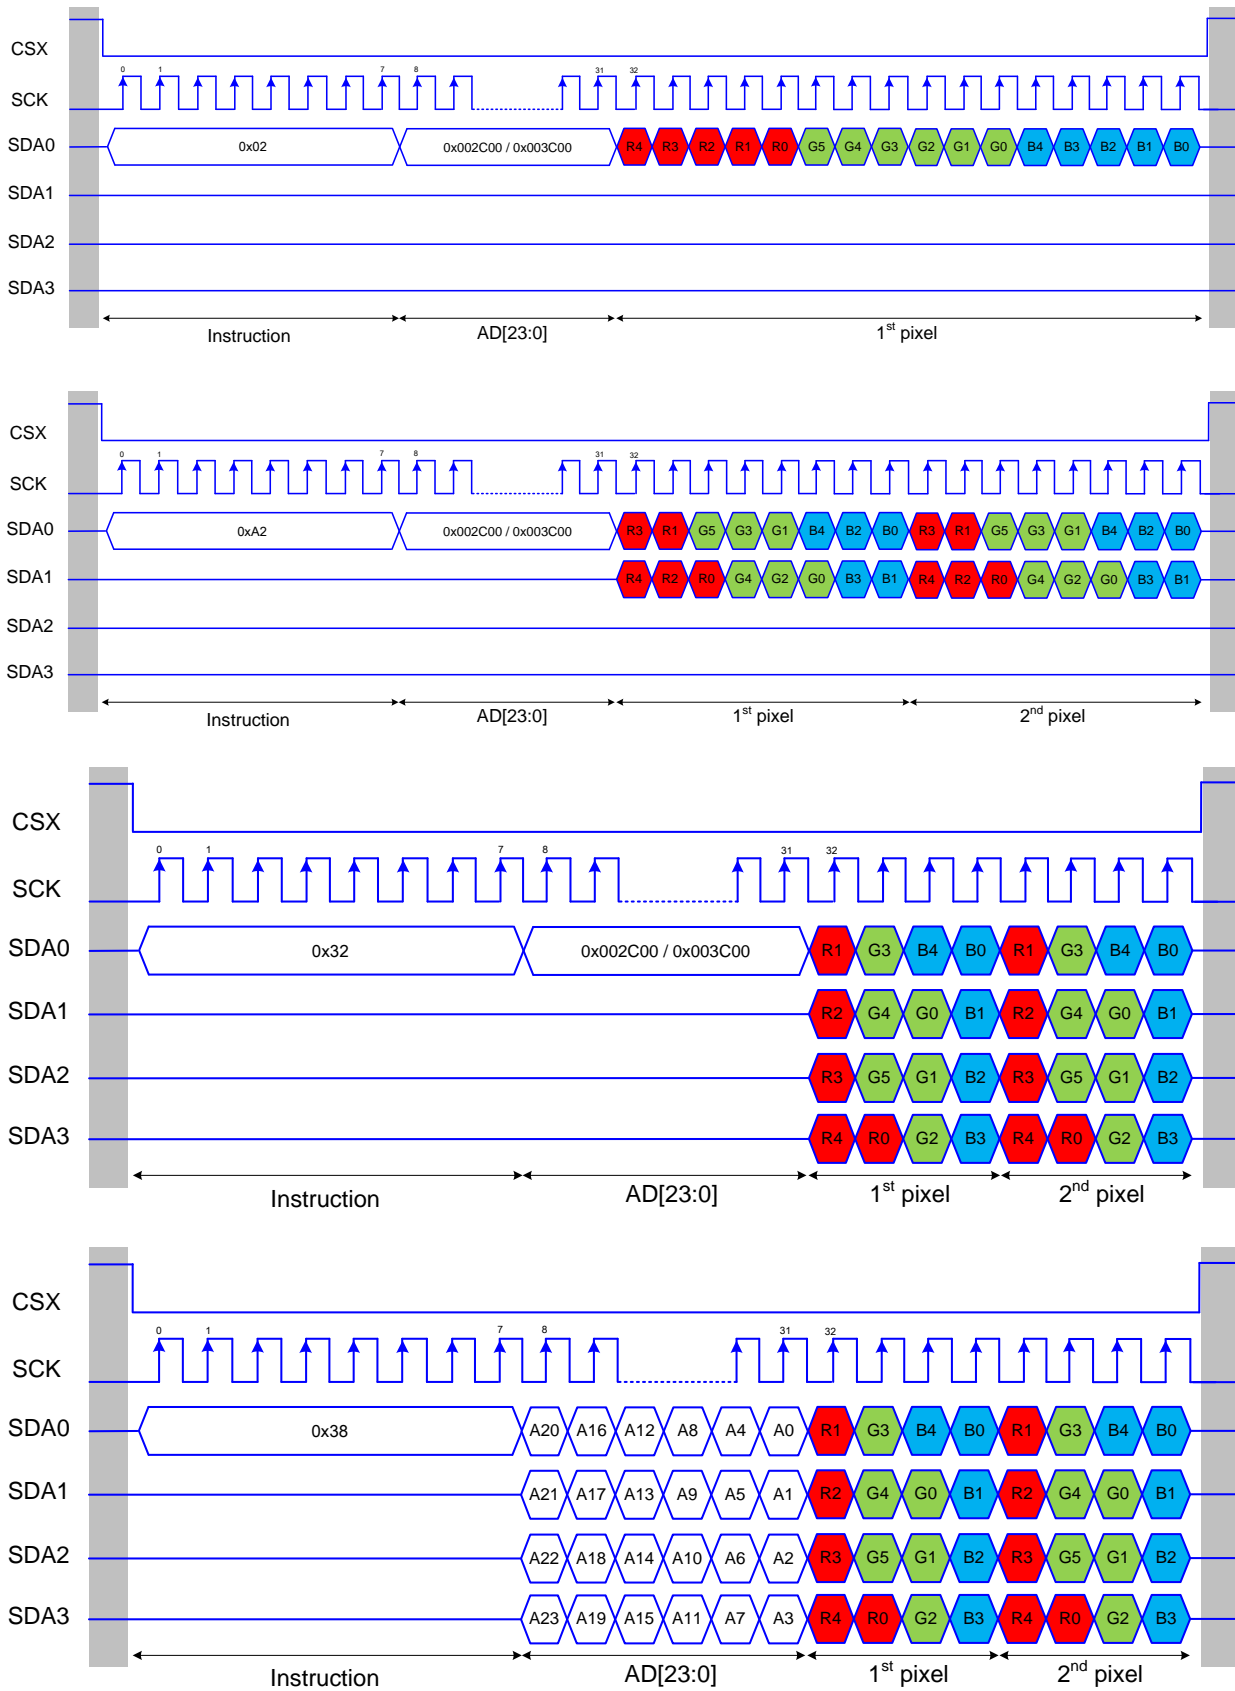 CSX
0 1 7 8 31 32
SCK
SDA0 0x02 0x002C00 / 0x003C00 R4 R3 R2 R1 R0 G5 G4 G3 G2 G1 G0 B4 B3 B2 B1 B0
SDA1
SDA2
SDA3
Instruction AD[23:0] 1st pixel
CSX
0 1 7 8 31 32
SCK
SDA0 0xA2 0x002C00 / 0x003C00 R3 R1 G5 G3 G1 B4 B2 B0 R3 R1 G5 G3 G1 B4 B2 B0
SDA1 R4 R2 R0 G4 G2 G0 B3 B1 R4 R2 R0 G4 G2 G0 B3 B1
SDA2
SDA3
Instruction AD[23:0] 1st pixel 2nd pixel
CSX
0 1 7 8 31 32
SCK
SDA0 0x32 0x002C00 / 0x003C00 R1 G3 B4 B0 R1 G3 B4 B0
SDA1 R2 G4 G0 B1 R2 G4 G0 B1
SDA2 R3 G5 G1 B2 R3 G5 G1 B2
SDA3 R4 R0 G2 B3 R4 R0 G2 B3
Instruction AD[23:0] 1st pixel 2nd pixel
CSX
0 1 7 8 31 32
SCK
SDA0 0x38 A20 A16 A12 A8 A4 A0 R1 G3 B4 B0 R1 G3 B4 B0
SDA1 A21 A17 A13 A9 A5 A1 R2 G4 G0 B1 R2 G4 G0 B1
SDA2 A22 A18 A14 A10 A6 A2 R3 G5 G1 B2 R3 G5 G1 B2
SDA3 A23 A19 A15 A11 A7 A3 R4 R0 G2 B3 R4 R0 G2 B3
Instruction AD[23:0] 1st pixel 2nd pixel